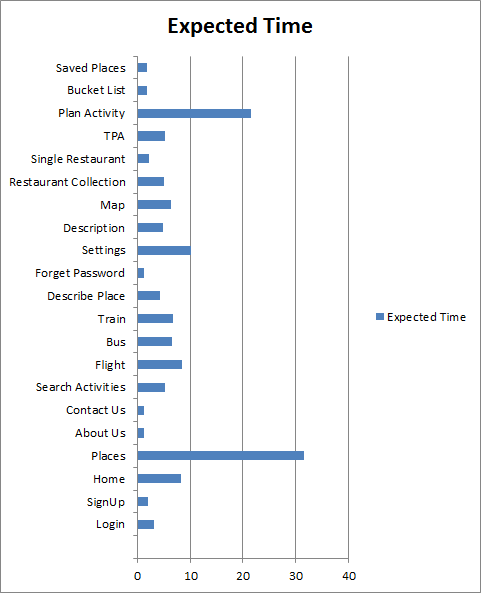 Expected Time
Saved Places
Bucket List
Plan Activity
TPA
Single Restaurant
Restaurant Collection
Map
Description
Settings
Forget Password
Describe Place
Train
Bus
Flight
Search Activities
Contact Us
About Us
Places
Home
SignUp
Login
0 10 20 30 40
Expected Time